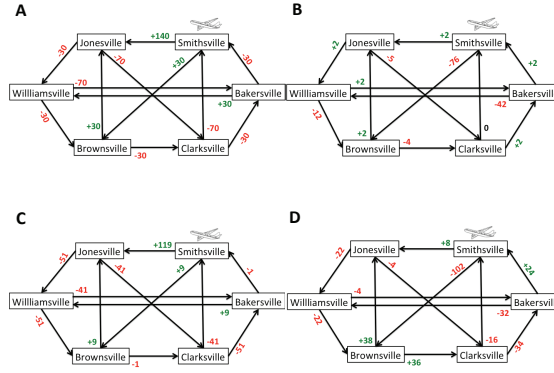 A
+140
Jonesville
Smithsville
-30
-70
+30
-30
Williamsville
-70
Bakersville
+30
-30
+30
-70
-30
Brownsville
-30
Clarksville
B
+2
Jonesville
Smithsville
+2
-5
-76
+2
Williamsville
+2
Bakersville
-42
-12
+2
0
+2
Brownsville
-4
Clarksville
C
+119
Jonesville
Smithsville
-51
-41
+9
-1
Williamsville
-41
Bakersville
+9
-51
+9
-41
-51
Brownsville
-1
Clarksville
D
+8
Jonesville
Smithsville
-22
-4
-102
+24
Williamsville
-4
Bakersville
-32
-22
+38
-16
-34
Brownsville
+36
Clarksville